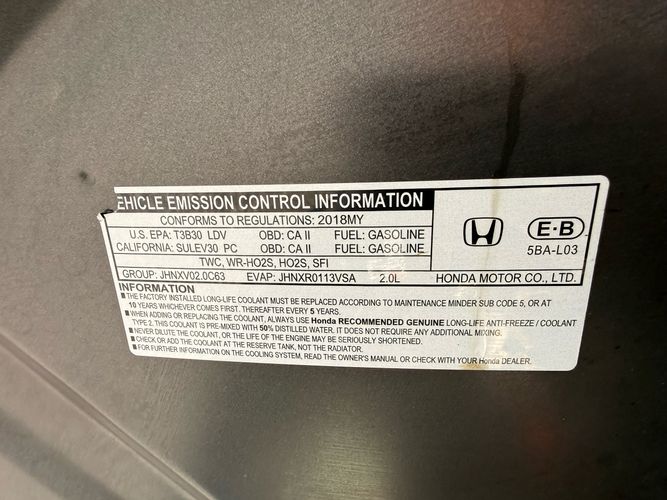 EHICLE EMISSION CONTROL INFORMATION
CONFORMS TO REGULATIONS: 2018MY
U.S. EPA: T3B30 LDV OBD: CA II FUEL: GASOLINE
CALIFORNIA: SULEV30 PC OBD: CA II FUEL: GASOLINE
TWC, WR-HO2S, HO2S, SFI
GROUP: JHNXV02.0C63 EVAP: JHNXR0113VSA 2.0L
E·B
5BA-L03
HONDA MOTOR CO., LTD.
INFORMATION
■ THE FACTORY INSTALLED LONG-LIFE COOLANT MUST BE REPLACED ACCORDING TO MAINTENANCE MINDER SUB CODE 5, OR AT
10 YEARS WHICHEVER COMES FIRST. THEREAFTER EVERY 5 YEARS.
■ WHEN ADDING OR REPLACING THE COOLANT, ALWAYS USE Honda RECOMMENDED GENUINE LONG-LIFE ANTI-FREEZE / COOLANT
TYPE 2, THIS COOLANT IS PRE-MIXED WITH 50% DISTILLED WATER. IT DOES NOT REQUIRE ANY ADDITIONAL MIXING.
■ NEVER DILUTE THE COOLANT, OR THE LIFE OF THE ENGINE MAY BE SERIOUSLY SHORTENED.
■ CHECK OR ADD THE COOLANT AT THE RESERVE TANK, NOT THE RADIATOR.
■ FOR FURTHER INFORMATION ON THE COOLING SYSTEM, READ THE OWNER'S MANUAL OR CHECK WITH YOUR Honda DEALER.